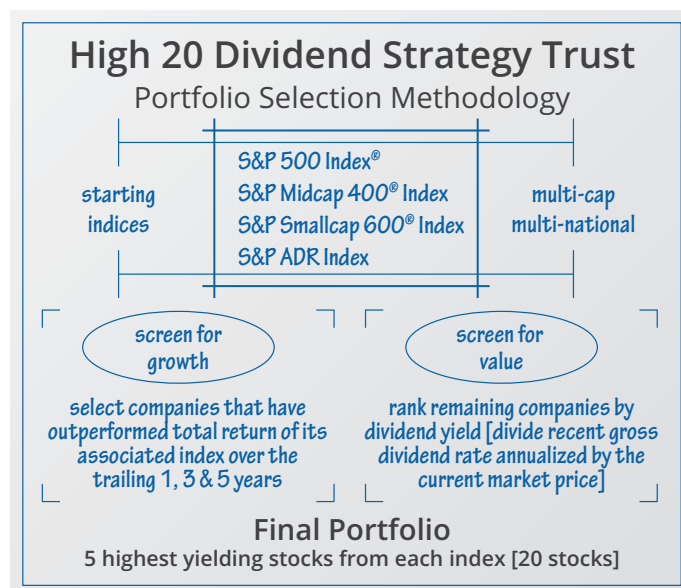 High 20 Dividend Strategy Trust
Portfolio Selection Methodology
starting
indices
S&P 500 Index®
S&P Midcap 400® Index
S&P Smallcap 600® Index
S&P ADR Index
multi-cap
multi-national
screen for
growth
select companies that have
outperformed total return of its
associated index over the
trailing 1, 3 & 5 years
screen for
value
rank remaining companies by
dividend yield [divide recent gross
dividend rate annualized by the
current market price]
Final Portfolio
5 highest yielding stocks from each index [20 stocks]